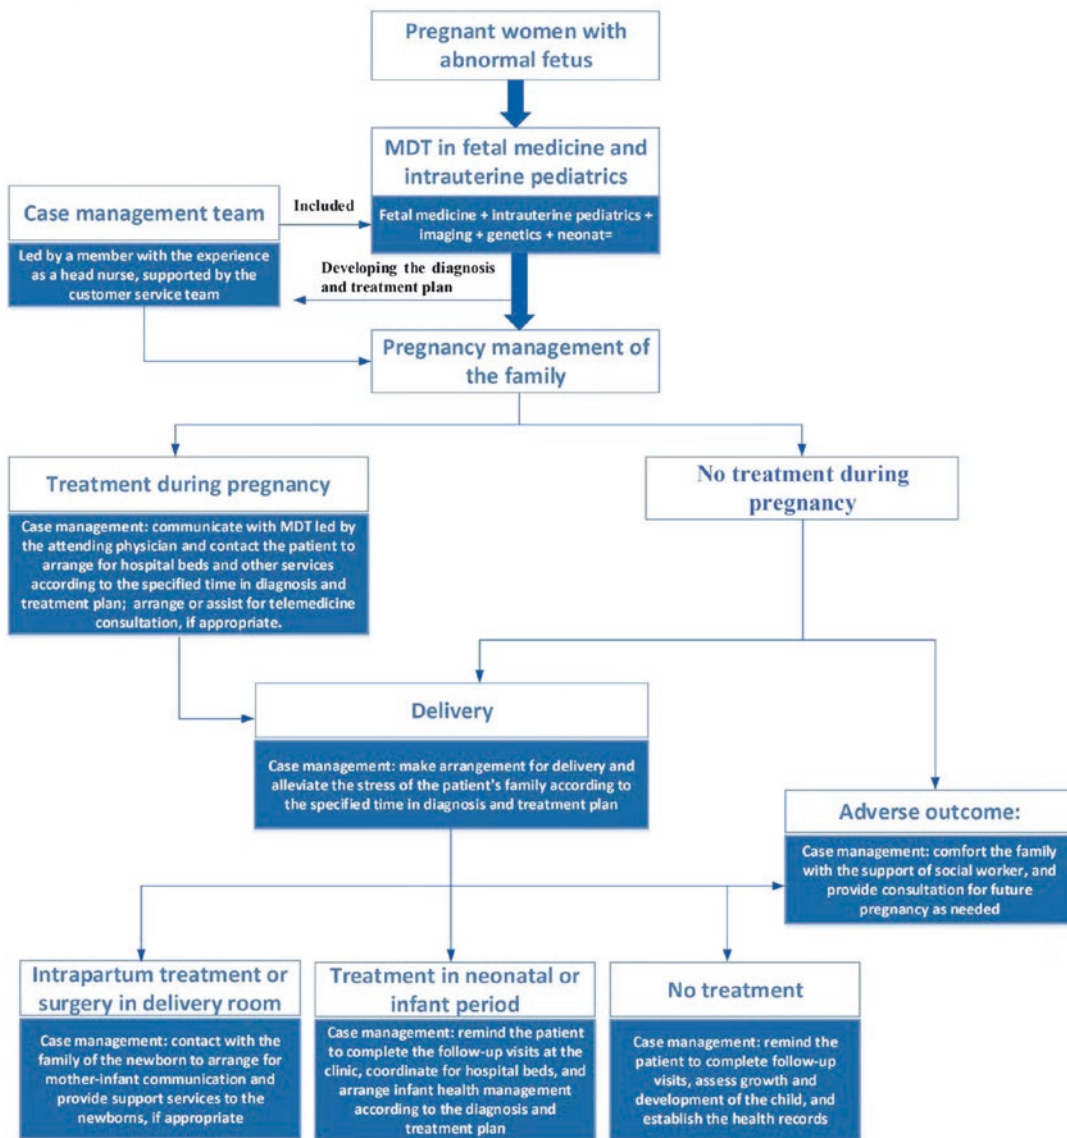 Pregnant women with
abnormal fetus
MDT in fetal medicine and
intrauterine pediatrics
Fetal medicine + intrauterine pediatrics +
imaging + genetics + neonat=
Included
Case management team
Led by a member with the experience
as a head nurse, supported by the
customer service team
Developing the diagnosis
and treatment plan
Pregnancy management of
the family
Treatment during pregnancy
Case management: communicate with MDT led by
the attending physician and contact the patient to
arrange for hospital beds and other services
according to the specified time in diagnosis and
treatment plan; arrange or assist for telemedicine
consultation, if appropriate.
No treatment during
pregnancy
Delivery
Case management: make arrangement for delivery and
alleviate the stress of the patient's family according to
the specified time in diagnosis and treatment plan
Adverse outcome:
Case management: comfort the family
with the support of social worker, and
provide consultation for future
pregnancy as needed
Intrapartum treatment or
surgery in delivery room
Case management: contact with the
family of the newborn to arrange for
mother-infant communication and
provide support services to the
newborns, if appropriate
Treatment in neonatal or
infant period
Case management: remind the patient
to complete the follow-up visits at the
clinic, coordinate for hospital beds, and
arrange infant health management
according to the diagnosis and
treatment plan
No treatment
Case management: remind the
patient to complete follow-up
visits, assess growth and
development of the child, and
establish the health records